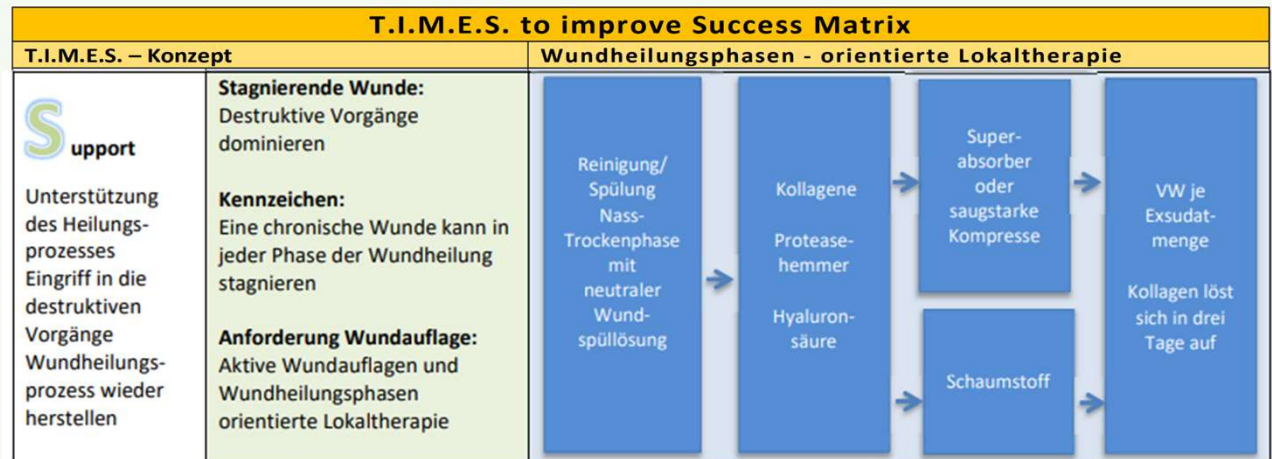 T.I.M.E.S. to improve Success Matrix
T.I.M.E.S. – Konzept
Wundheilungsphasen - orientierte Lokaltherapie
Support
Unterstützung
des Heilungs-
prozesses
Eingriff in die
destruktiven
Vorgänge
Wundheilungs-
prozess wieder
herstellen
Stagnierende Wunde:
Destruktive Vorgänge
dominieren
Kennzeichen:
Eine chronische Wunde kann in
jeder Phase der Wundheilung
stagnieren
Anforderung Wundauflage:
Aktive Wundauflagen und
Wundheilungsphasen
orientierte Lokaltherapie
Reinigung/
Spülung
Nass-
Trockenphase
mit
neutraler
Wund-
spüllösung
Kollagene
Protease-
hemmer
Hyaluron-
säure
Super-
absorber
oder
saugstarke
Kompresse
Schaumstoff
VW je
Exsudat-
menge
Kollagen löst
sich in drei
Tage auf